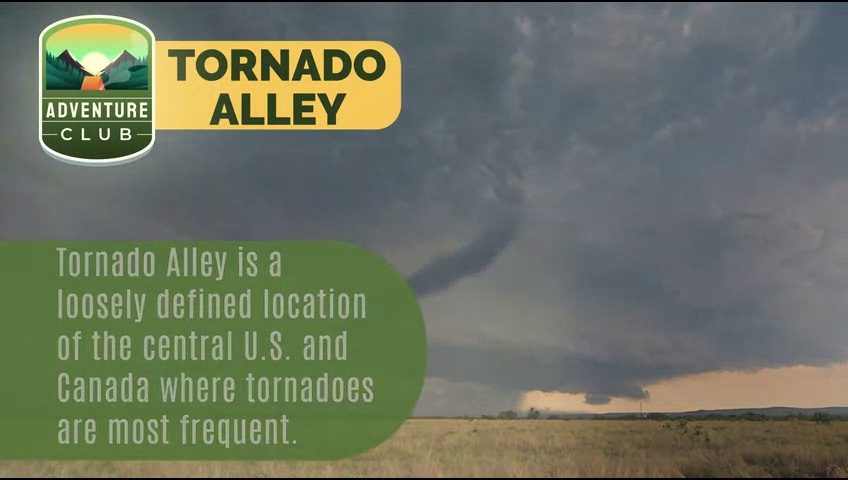 ADVENTURE
CLUB
TORNADO
ALLEY
Tornado Alley is a
loosely defined location
of the central U.S. and
Canada where tornadoes
are most frequent.